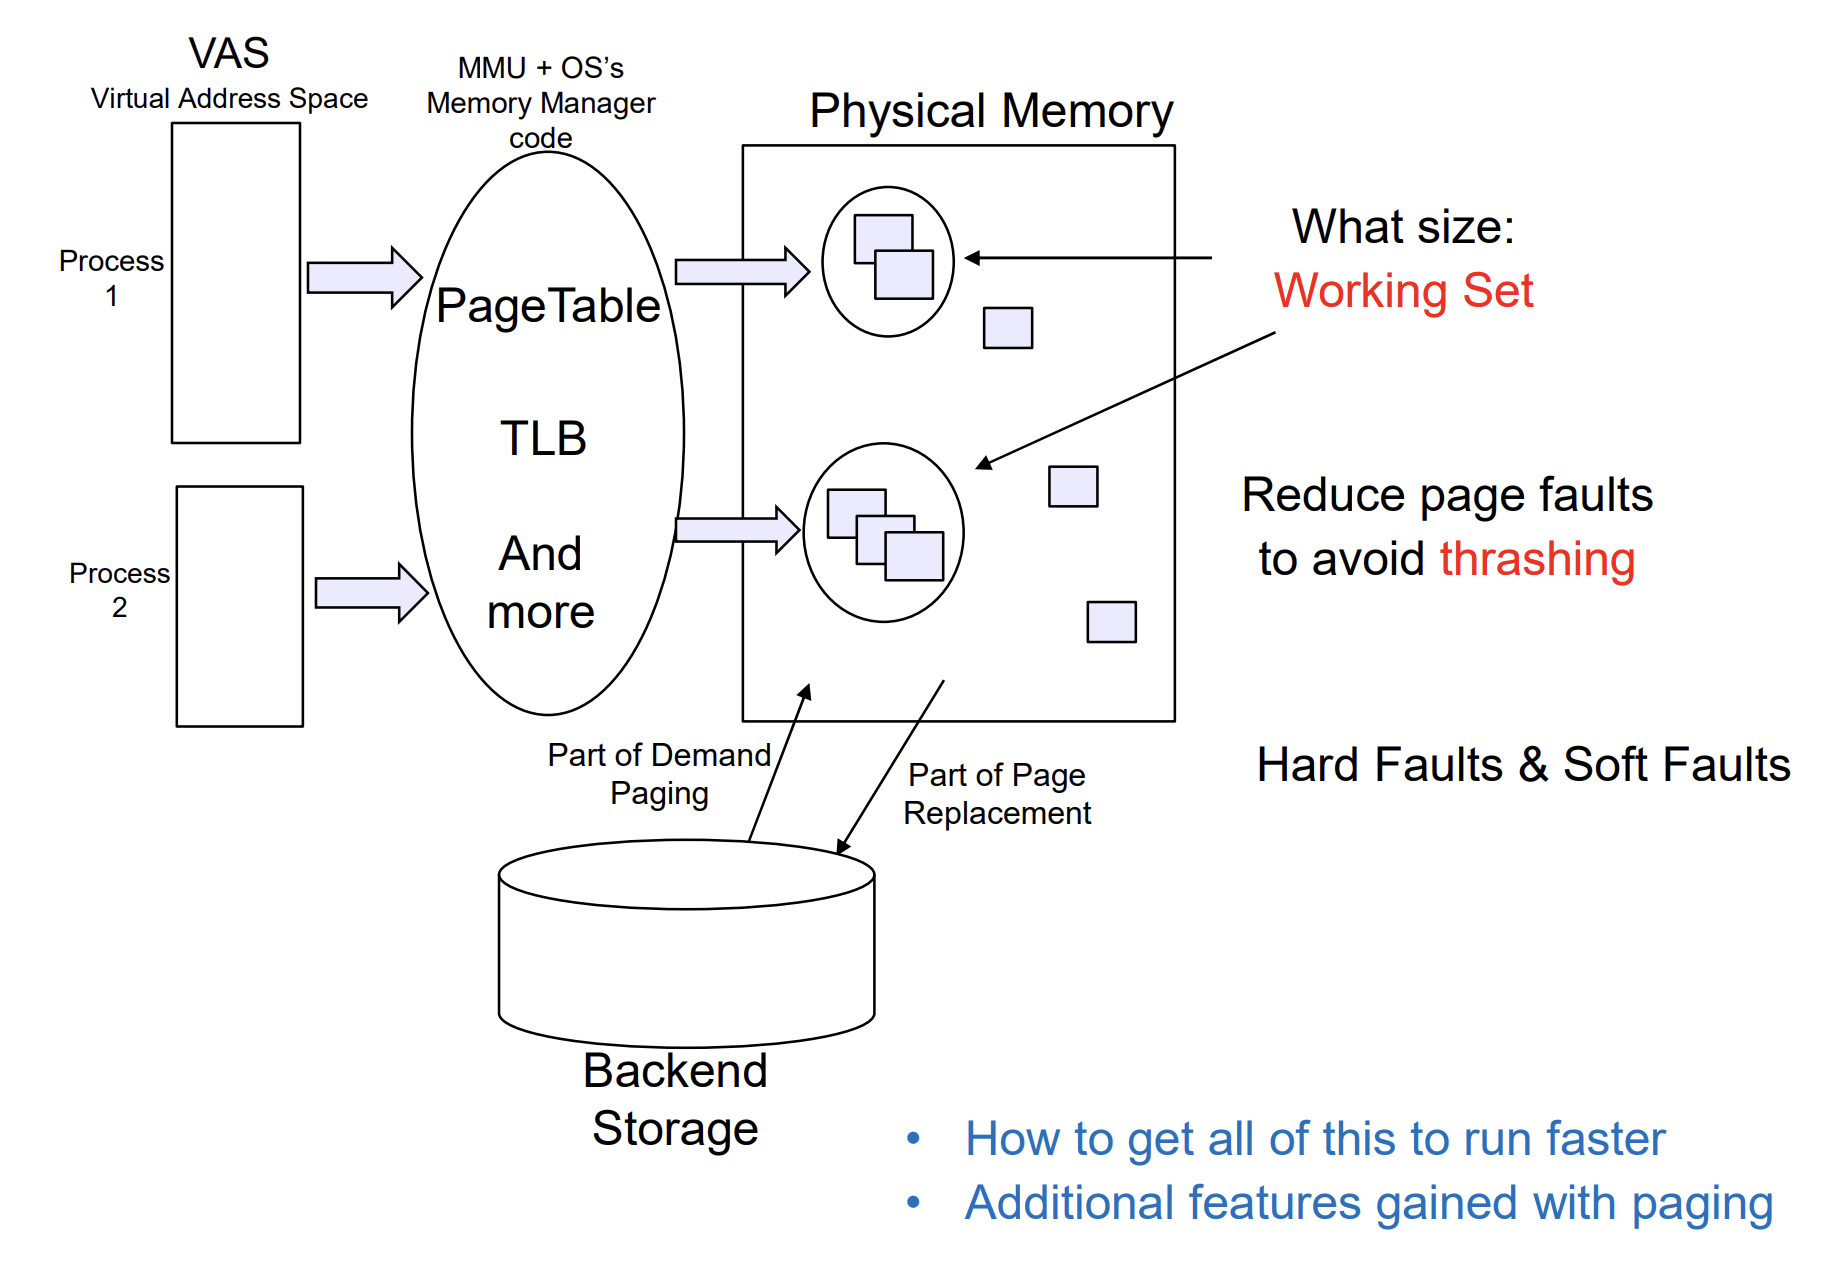 VAS
Virtual Address Space
MMU + OS’s
Memory Manager
code
Physical Memory
Process
1
PageTable
TLB
And
more
What size:
Working Set
Process
2
Reduce page faults
to avoid thrashing
Part of Demand
Paging
Part of Page
Replacement
Hard Faults & Soft Faults
Backend
Storage
• How to get all of this to run faster
• Additional features gained with paging